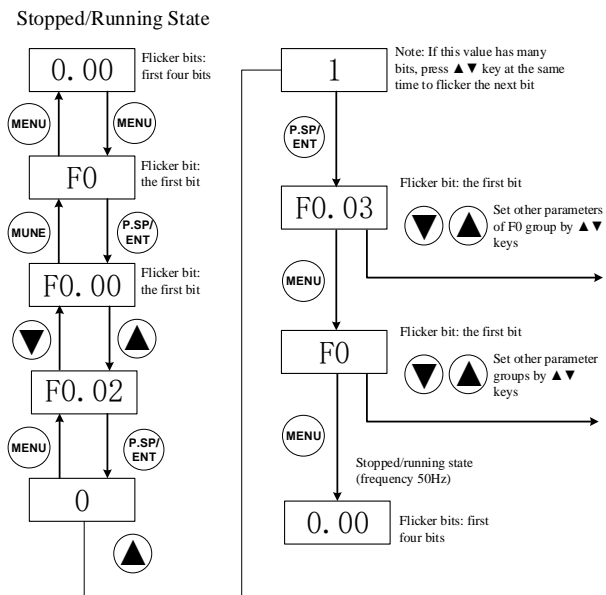 Stopped/Running State
0.00
Flicker bits:
first four bits
MENU
MENU
F0
Flicker bit:
the first bit
MUNE
P.SP/
ENT
F0.00
Flicker bit:
the first bit
▼
▲
F0.02
MENU
P.SP/
ENT
0
▲
1
Note: If this value has many
bits, press ▲▼ key at the same
time to flicker the next bit
P.SP/
ENT
Flicker bit: the first bit
F0.03
▼ ▲
Set other parameters
of F0 group by ▲▼
keys
MENU
Flicker bit: the first bit
F0
▼ ▲
Set other parameter
groups by ▲▼
keys
MENU
Stopped/running state
(frequency 50Hz)
0.00
Flicker bits: first
four bits